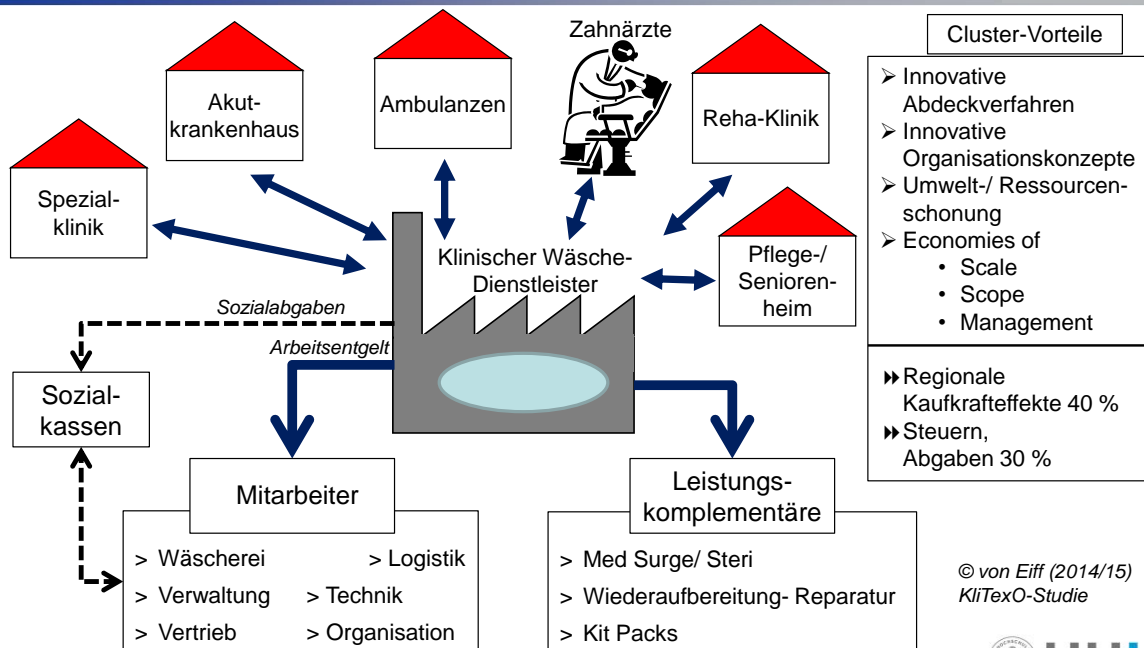 Zahnärzte
Cluster-Vorteile
Akut-
krankenhaus
Ambulanzen
Reha-Klinik
Spezial-
klinik
Klinischer Wäsche-
Dienstleister
Pflege-/
Senioren-
heim
➢ Innovative
Abdeckverfahren
➢ Innovative
Organisationskonzepte
➢ Umwelt-/ Ressourcen-
schonung
➢ Economies of
• Scale
• Scope
• Management
Regionale
Kaufkrafteffekte 40 %
Steuern,
Abgaben 30 %
Sozialabgaben
Arbeitsentgelt
Sozial-
kassen
Mitarbeiter
> Wäscherei > Logistik
> Verwaltung > Technik
> Vertrieb > Organisation
Leistungs-
komplementäre
> Med Surge/ Steri
> Wiederaufbereitung- Reparatur
> Kit Packs
© von Eiff (2014/15)
KliTexO-Studie